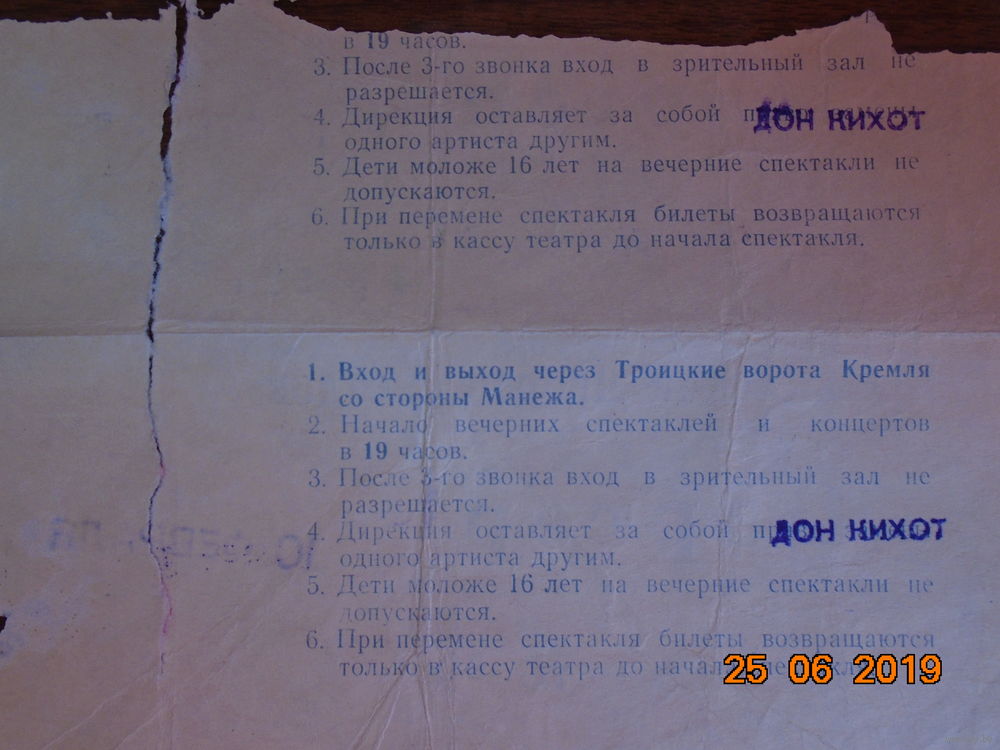 в 19 часов.
3. После 3-го звонка вход в зрительный зал не
разрешается.
4. Дирекция оставляет за собой
ДОН КИХОТ
одного артиста другим.
5. Дети моложе 16 лет на вечерние спектакли не
допускаются.
6. При перемене спектакля билеты возвращаются
только в кассу театра до начала спектакля.
1. Вход и выход через Троицкие ворота Кремля
со стороны Манежа.
2. Начало вечерних спектаклей и концертов
в 19 часов.
3. После 3-го звонка вход в зрительный зал не
разрешается.
4. Дирекция оставляет за собой
ДОН КИХОТ
одного артиста другим.
5. Дети моложе 16 лет на вечерние спектакли не
допускаются.
6. При перемене спектакля билеты возвращаются
только в кассу театра до начала
25 06 2019